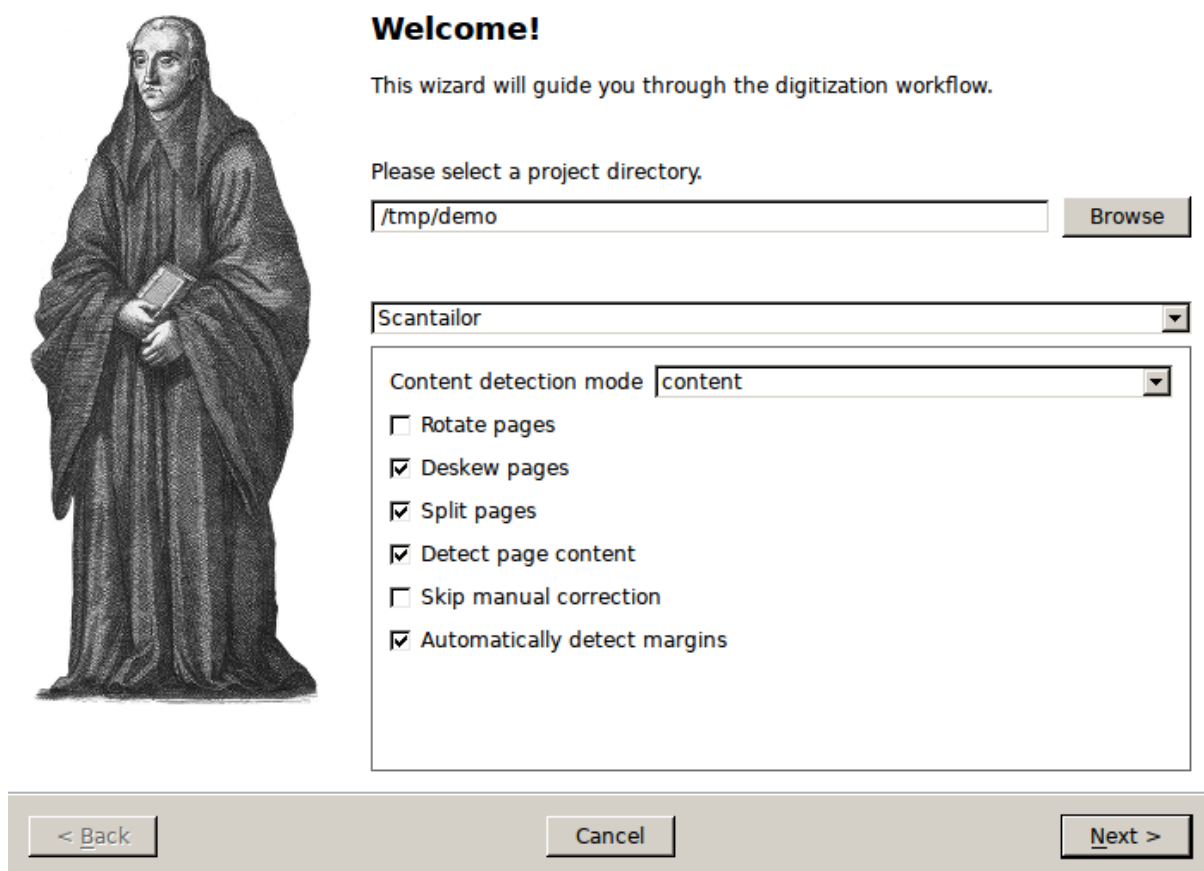 Welcome!
This wizard will guide you through the digitization workflow.
Please select a project directory.
/tmp/demo Browse
Scantailor
Content detection mode content
Rotate pages
Deskew pages
Split pages
Detect page content
Skip manual correction
Automatically detect margins
< Back Cancel Next >